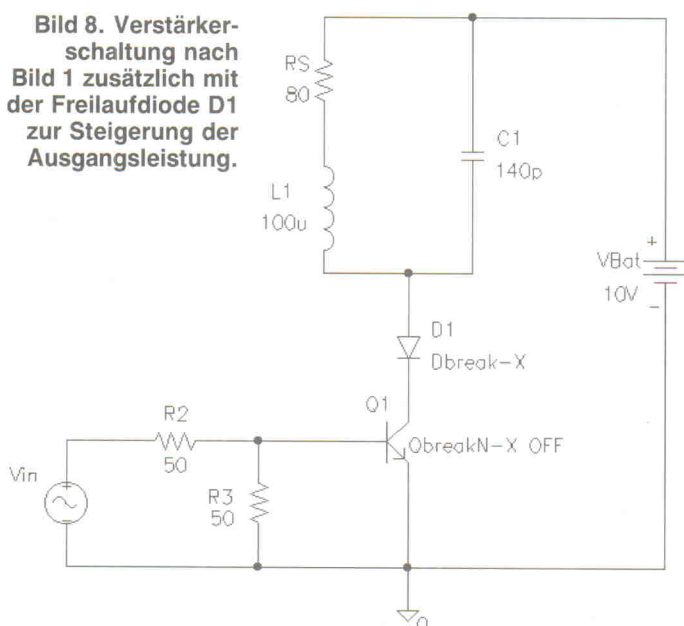 Bild 8. Verstärker-
schaltung nach
Bild 1 zusätzlich mit
der Freilaufdiode D1
zur Steigerung der
Ausgangsleistung.
RS
80
C1
140p
L1
100u
+
VBat
10V
-
D1
Dbreak-X
Q1
QbreakN-X OFF
R2
50
Vin
+
-
R3
50
0